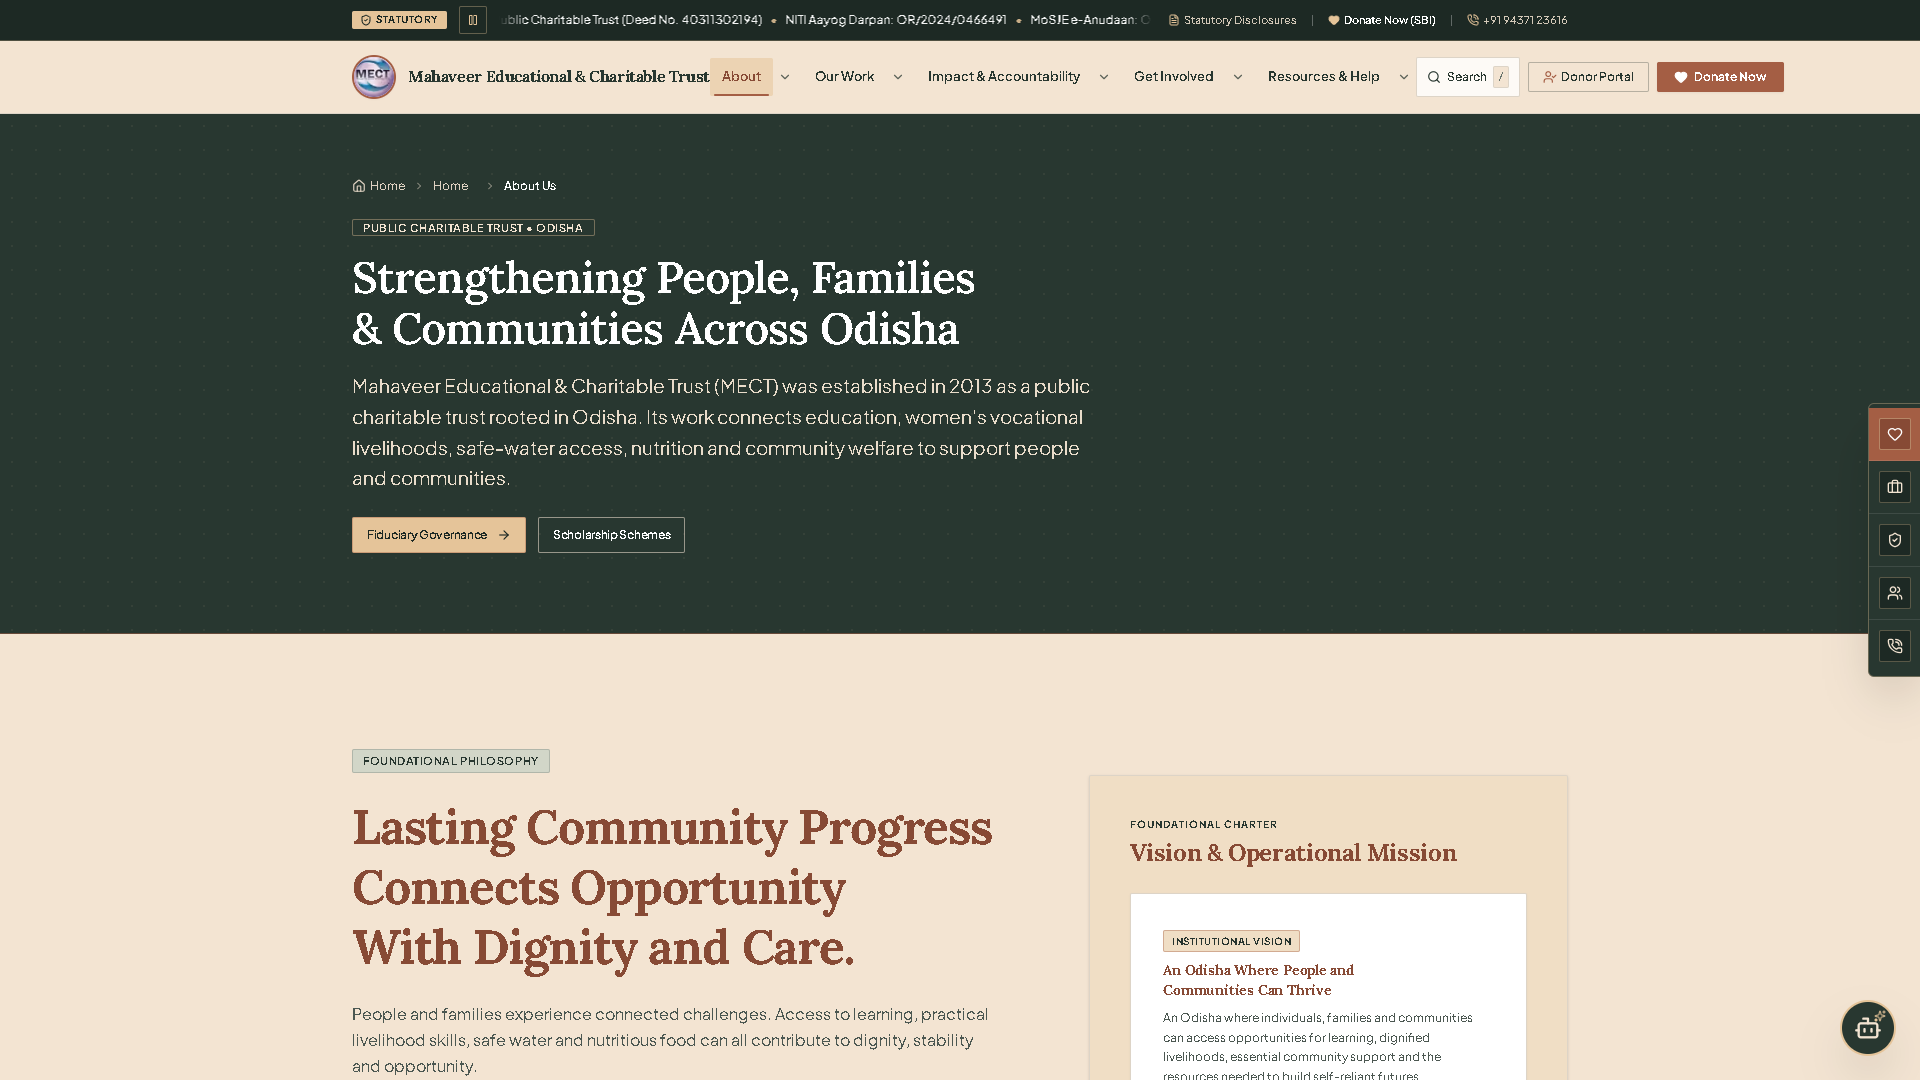 STATUTORY
ublic Charitable Trust (Deed No. 40311302194) • NITI Aayog Darpan: OR/2024/0466491 • MoSJE e-Anudaan:
Statutory Disclosures
Donate Now (SBI)
+91 94371 23616
MECT
Mahaveer Educational & Charitable Trust
About
Our Work
Impact & Accountability
Get Involved
Resources & Help
Search /
Donor Portal
Donate Now
Home > Home > About Us
PUBLIC CHARITABLE TRUST • ODISHA
Strengthening People, Families
& Communities Across Odisha
Mahaveer Educational & Charitable Trust (MECT) was established in 2013 as a public
charitable trust rooted in Odisha. Its work connects education, women's vocational
livelihoods, safe-water access, nutrition and community welfare to support people
and communities.
Fiduciary Governance →
Scholarship Schemes
FOUNDATIONAL PHILOSOPHY
Lasting Community Progress
Connects Opportunity
With Dignity and Care.
People and families experience connected challenges. Access to learning, practical
livelihood skills, safe water and nutritious food can all contribute to dignity, stability
and opportunity.
FOUNDATIONAL CHARTER
Vision & Operational Mission
INSTITUTIONAL VISION
An Odisha Where People and
Communities Can Thrive
An Odisha where individuals, families and communities
can access opportunities for learning, dignified
livelihoods, essential community support and the
resources needed to build self-reliant futures.